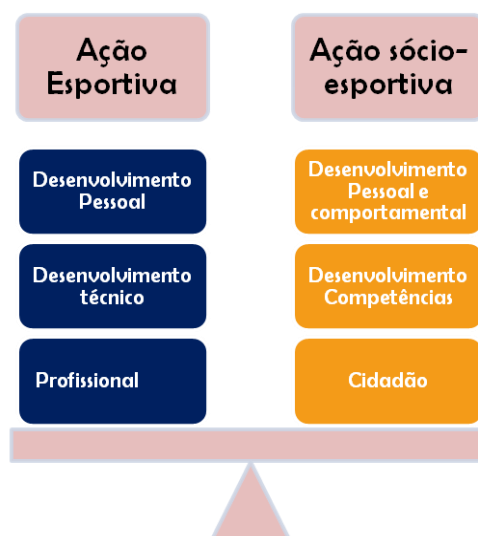 Ação
Esportiva
Ação sócio-
esportiva
Desenvolvimento
Pessoal
Desenvolvimento
técnico
Profissional
Desenvolvimento
Pessoal e
comportamental
Desenvolvimento
Competências
Cidadão